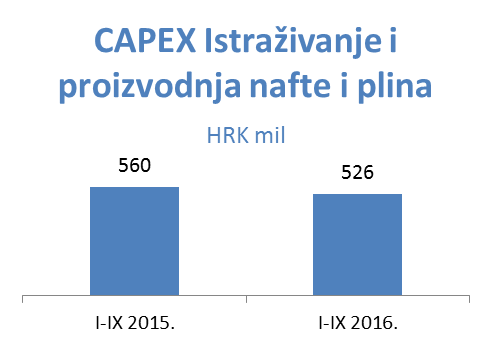 CAPEX Istraživanje i
proizvodnja nafte i plina
HRK mil
560
526
I-IX 2015.
I-IX 2016.